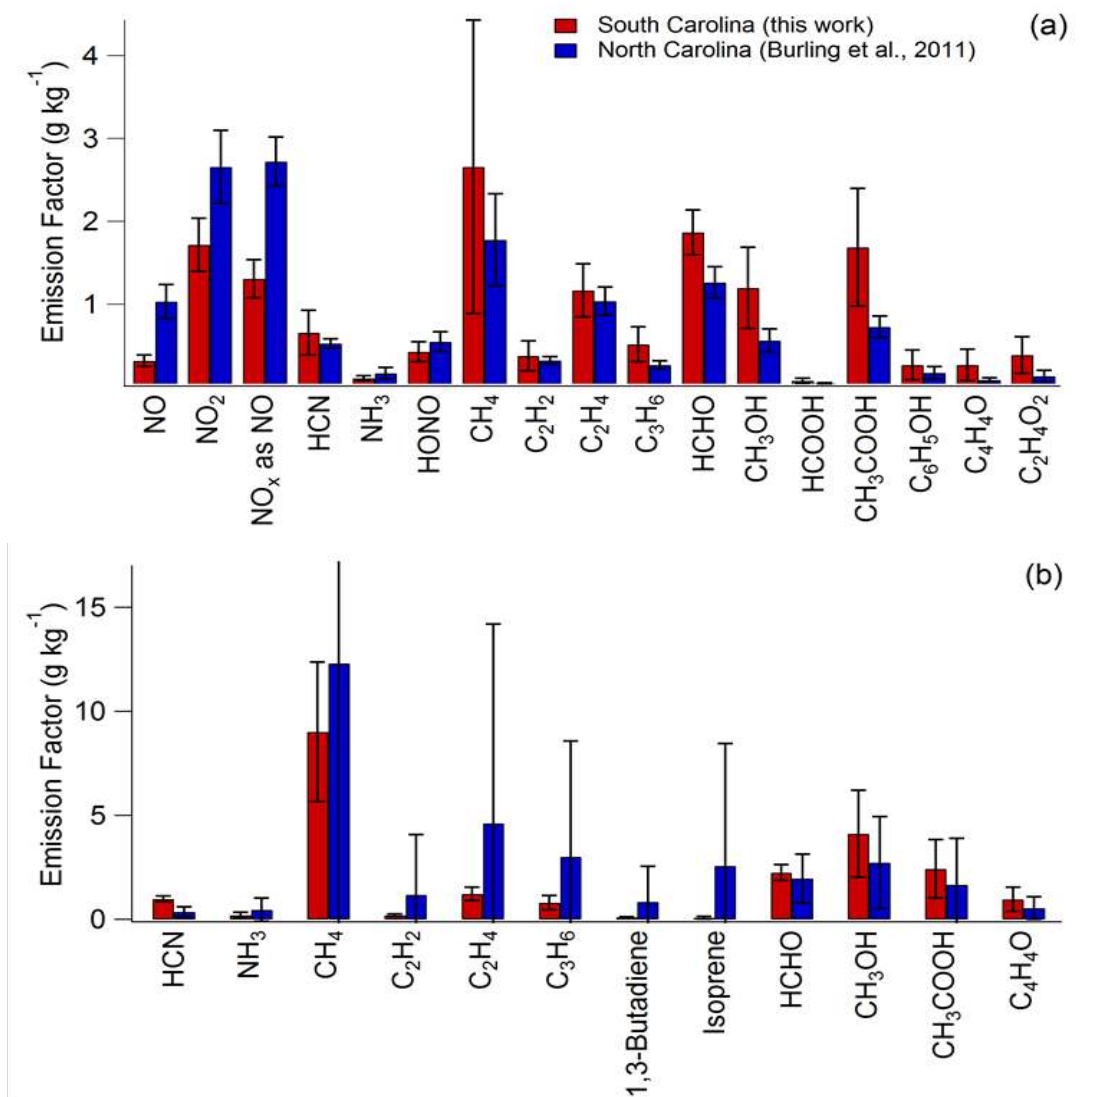 (a)
South Carolina (this work)
North Carolina (Burling et al., 2011)
Emission Factor (g kg⁻¹)
4
3
2
1
NO
NO₂
NOₓ as NO
HCN
NH₃
HONO
CH₄
C₂H₂
C₂H₄
C₃H₆
HCHO
CH₃OH
HCOOH
CH₃COOH
C₆H₅OH
C₄H₄O
C₂H₄O₂
(b)
Emission Factor (g kg⁻¹)
15
10
5
0
HCN
NH₃
CH₄
C₂H₂
C₂H₄
C₃H₆
1,3-Butadiene
Isoprene
HCHO
CH₃OH
CH₃COOH
C₄H₄O